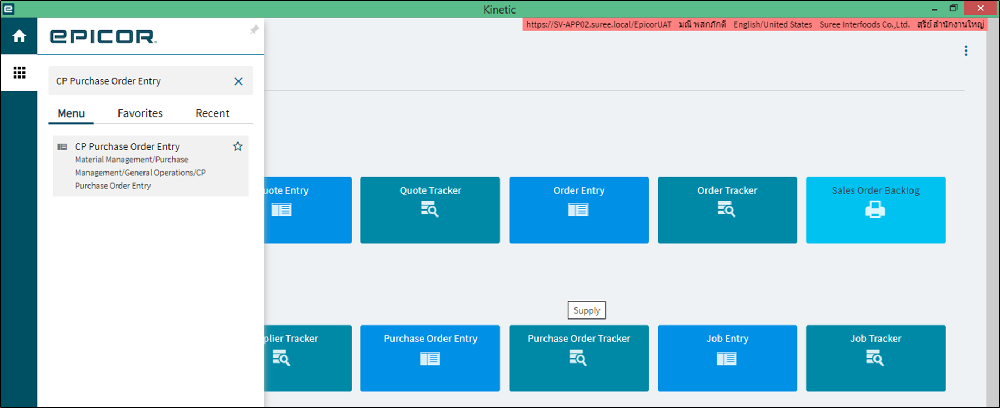 Kinetic
https://SV-APP02.suree.local/EpicorUAT มณี พสกภักดี English/United States Suree Interfoods Co.,Ltd. สุรีย์ สำนักงานใหญ่
EPICOR
CP Purchase Order Entry
Menu Favorites Recent
CP Purchase Order Entry
Material Management/Purchase
Management/General Operations/CP
Purchase Order Entry
uote Entry Quote Tracker Order Entry Order Tracker Sales Order Backlog
Supply
plier Tracker Purchase Order Entry Purchase Order Tracker Job Entry Job Tracker